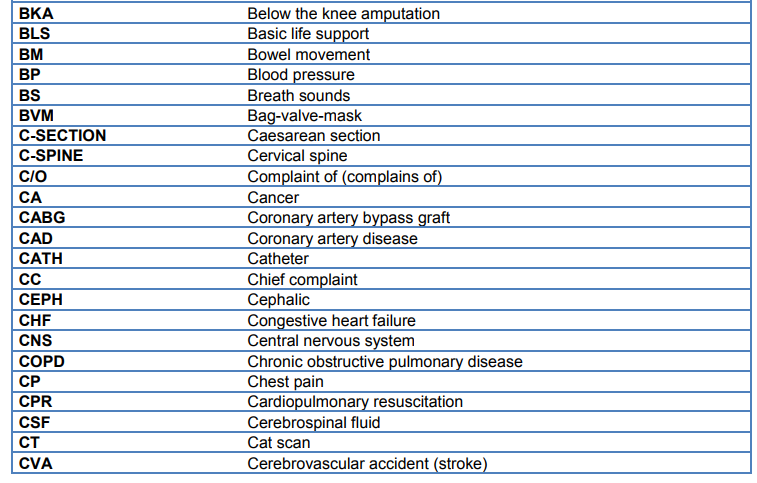 BKA Below the knee amputation
BLS Basic life support
BM Bowel movement
BP Blood pressure
BS Breath sounds
BVM Bag-valve-mask
C-SECTION Caesarean section
C-SPINE Cervical spine
C/O Complaint of (complains of)
CA Cancer
CABG Coronary artery bypass graft
CAD Coronary artery disease
CATH Catheter
CC Chief complaint
CEPH Cephalic
CHF Congestive heart failure
CNS Central nervous system
COPD Chronic obstructive pulmonary disease
CP Chest pain
CPR Cardiopulmonary resuscitation
CSF Cerebrospinal fluid
CT Cat scan
CVA Cerebrovascular accident (stroke)